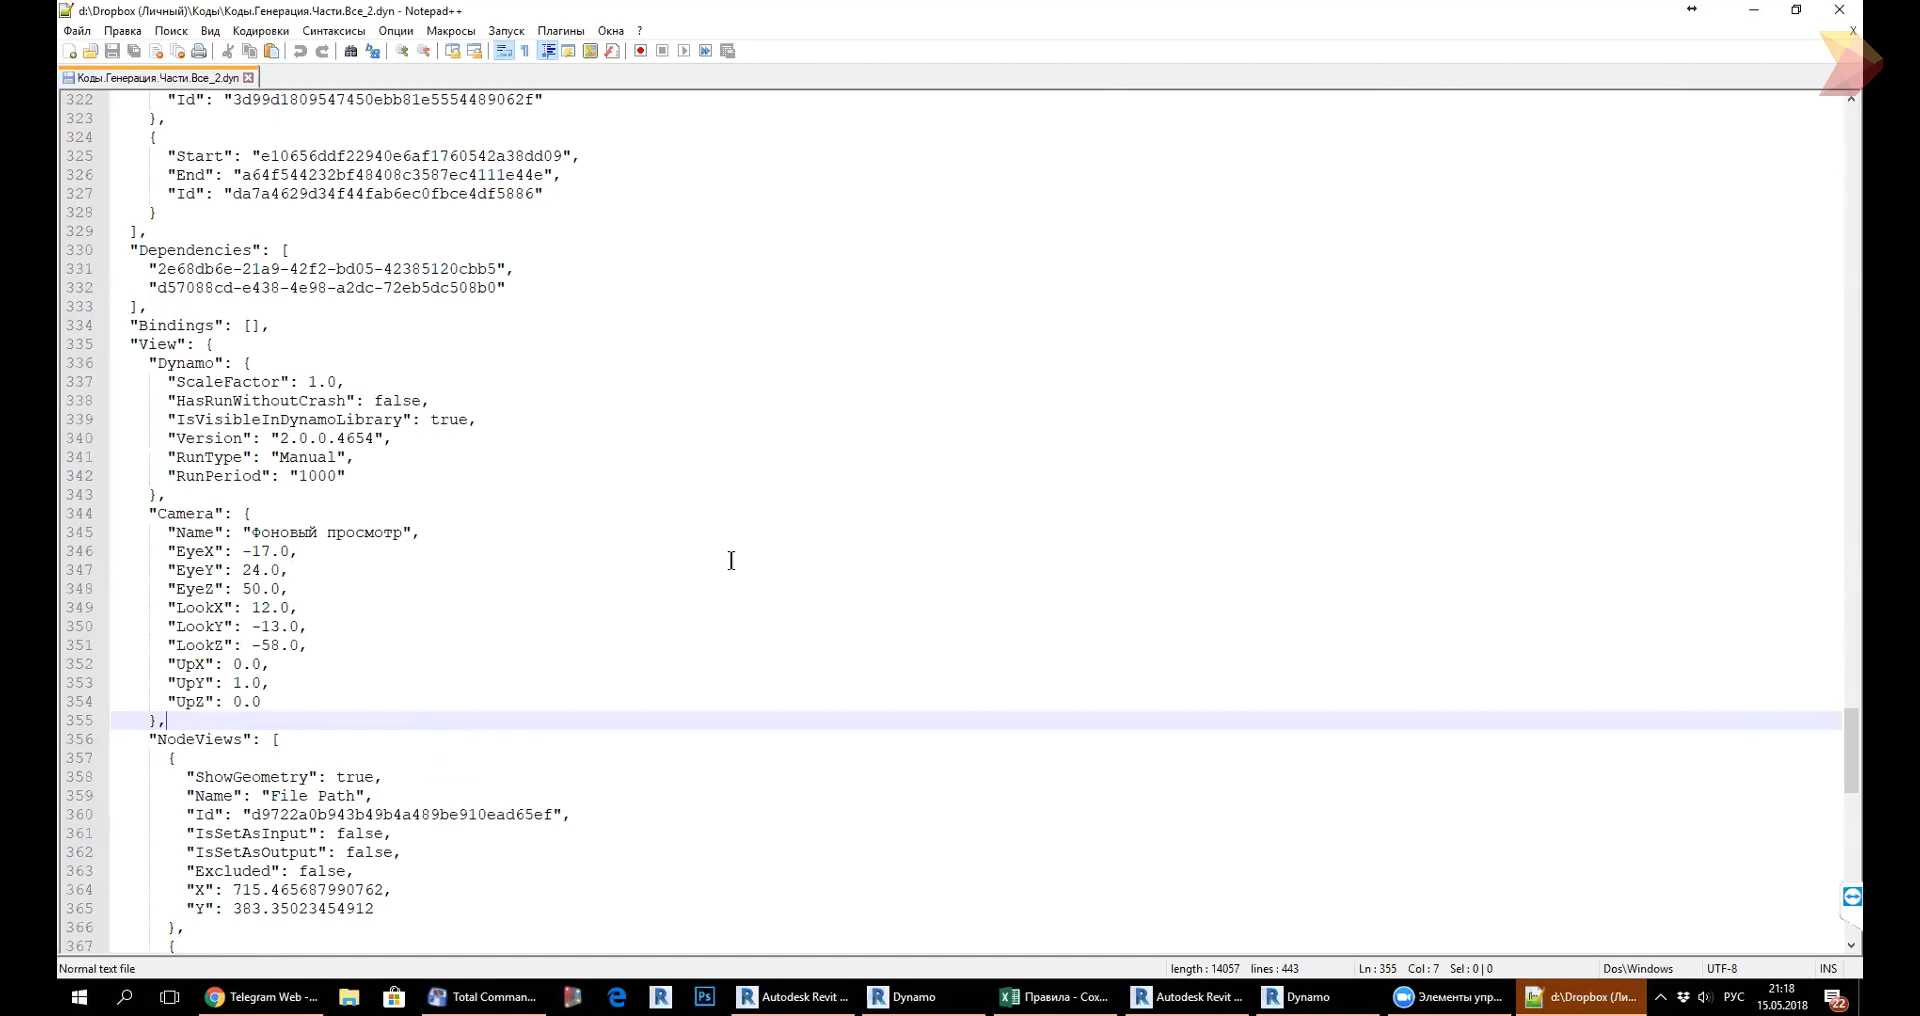 d:\Dropbox (Личный)\Коды\Коды.Генерация.Части.Все_2.dyn - Notepad++
Файл Правка Поиск Вид Кодировки Синтаксисы Опции Макросы Запуск Плагины Окна ? X
Коды.Генерация.Части.Все_2.dyn
322 "Id": "3d99d1809547450ebb81e5554489062f"
323 },
324 {
325 "Start": "e10656ddf22940e6af1760542a38dd09",
326 "End": "a64f544232bf48408c3587ec4111e44e",
327 "Id": "da7a4629d34f44fab6ec0fbce4df5886"
328 }
329 ],
330 "Dependencies": [
331 "2e68db6e-21a9-42f2-bd05-42385120cbb5",
332 "d57088cd-e438-4e98-a2dc-72eb5dc508b0"
333 ],
334 "Bindings": [],
335 "View": {
336 "Dynamo": {
337 "ScaleFactor": 1.0,
338 "HasRunWithoutCrash": false,
339 "IsVisibleInDynamoLibrary": true,
340 "Version": "2.0.0.4654",
341 "RunType": "Manual",
342 "RunPeriod": "1000"
343 },
344 "Camera": {
345 "Name": "Фоновый просмотр",
346 "EyeX": -17.0,
347 "EyeY": 24.0,
348 "EyeZ": 50.0,
349 "LookX": 12.0,
350 "LookY": -13.0,
351 "LookZ": -58.0,
352 "UpX": 0.0,
353 "UpY": 1.0,
354 "UpZ": 0.0
355 },
356 "NodeViews": [
357 {
358 "ShowGeometry": true,
359 "Name": "File Path",
360 "Id": "d9722a0b943b49b4a489be910ead65ef",
361 "IsSetAsInput": false,
362 "IsSetAsOutput": false,
363 "Excluded": false,
364 "X": 715.465687990762,
365 "Y": 383.35023454912
366 },
367 {
Normal text file length : 14057 lines : 443 Ln : 355 Col : 7 Sel : 0 | 0 Dos\Windows UTF-8 INS
Telegram Web -... Total Comman... Ps Autodesk Revit ... Dynamo Правила - Сох... Autodesk Revit ... Dynamo Элементы упр... d:\Dropbox (Ли... РУС 21:18
15.05.2018 22